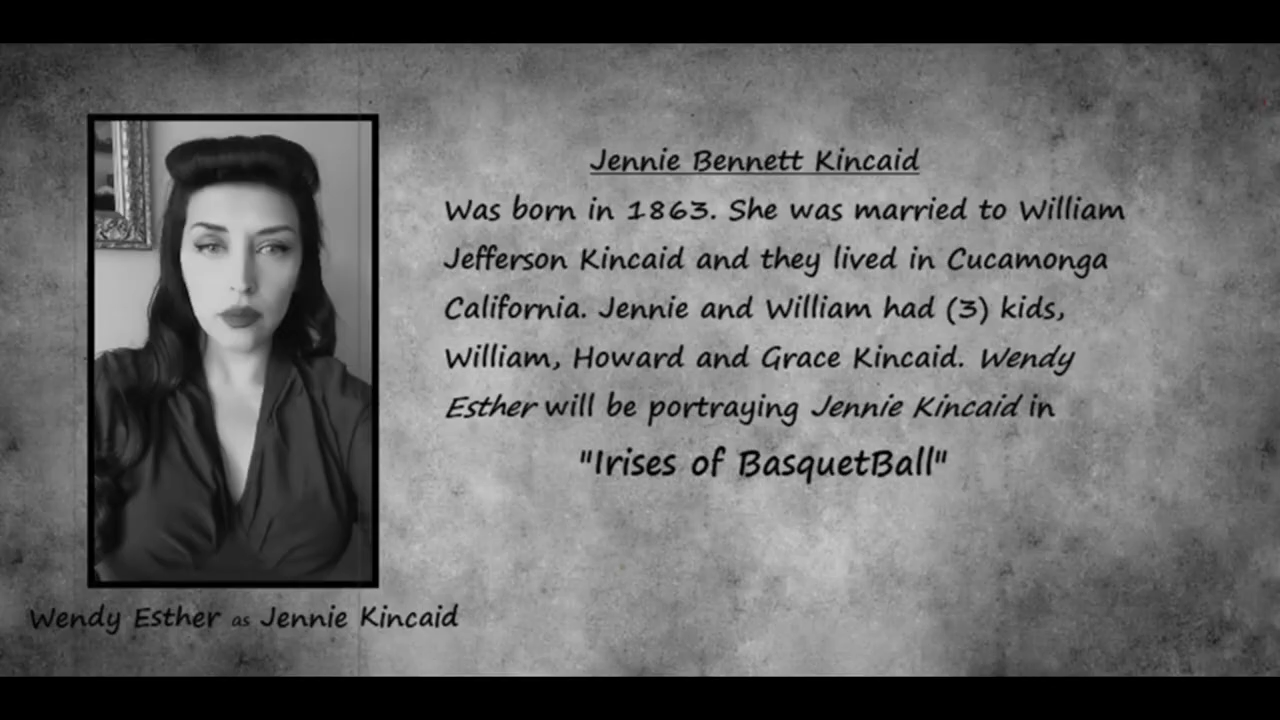 Jennie Bennett Kincaid
Was born in 1863. She was married to William
Jefferson Kincaid and they lived in Cucamonga
California. Jennie and William had (3) kids,
William, Howard and Grace Kincaid. Wendy
Esther will be portraying Jennie Kincaid in
"Irises of BasquetBall"
Wendy Esther as Jennie Kincaid